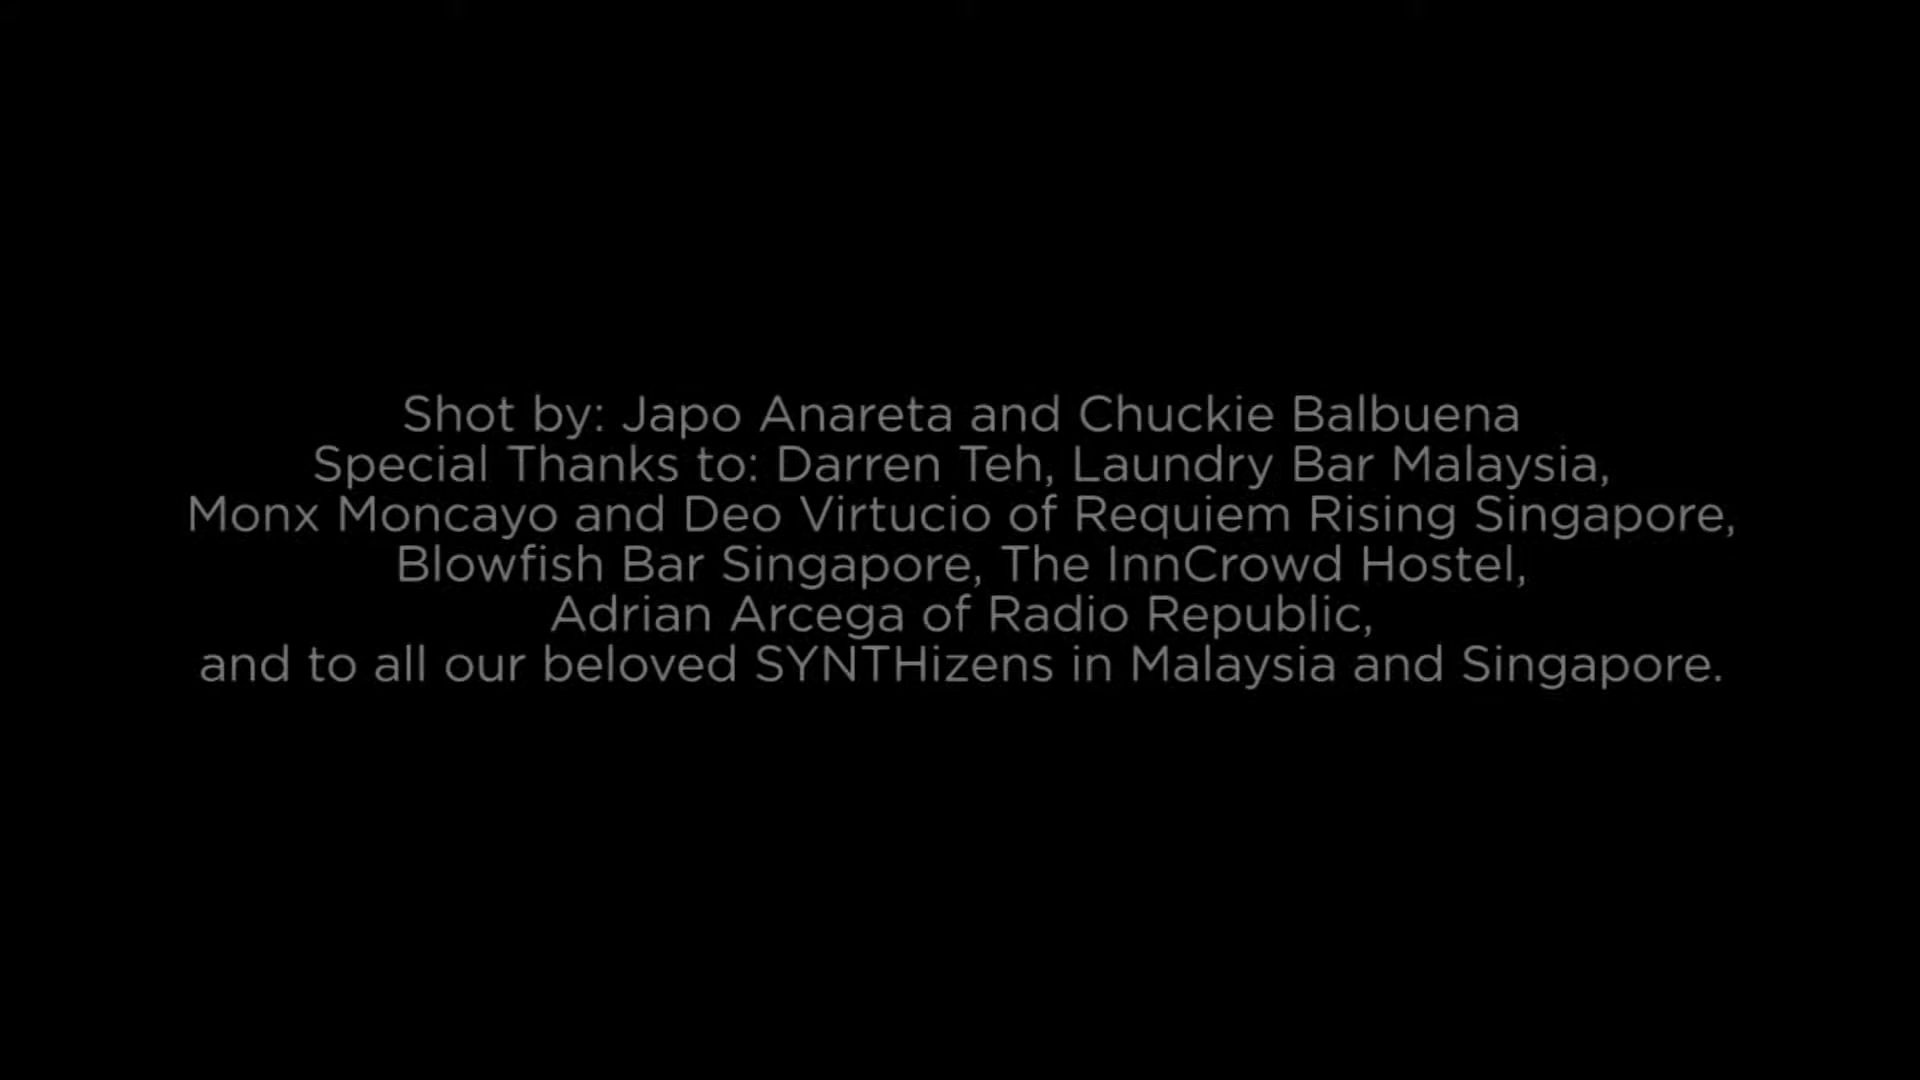 Shot by: Japo Anareta and Chuckie Balbuena
Special Thanks to: Darren Teh, Laundry Bar Malaysia,
Monx Moncayo and Deo Virtucio of Requiem Rising Singapore,
Blowfish Bar Singapore, The InnCrowd Hostel,
Adrian Arcega of Radio Republic,
and to all our beloved SYNTHizens in Malaysia and Singapore.